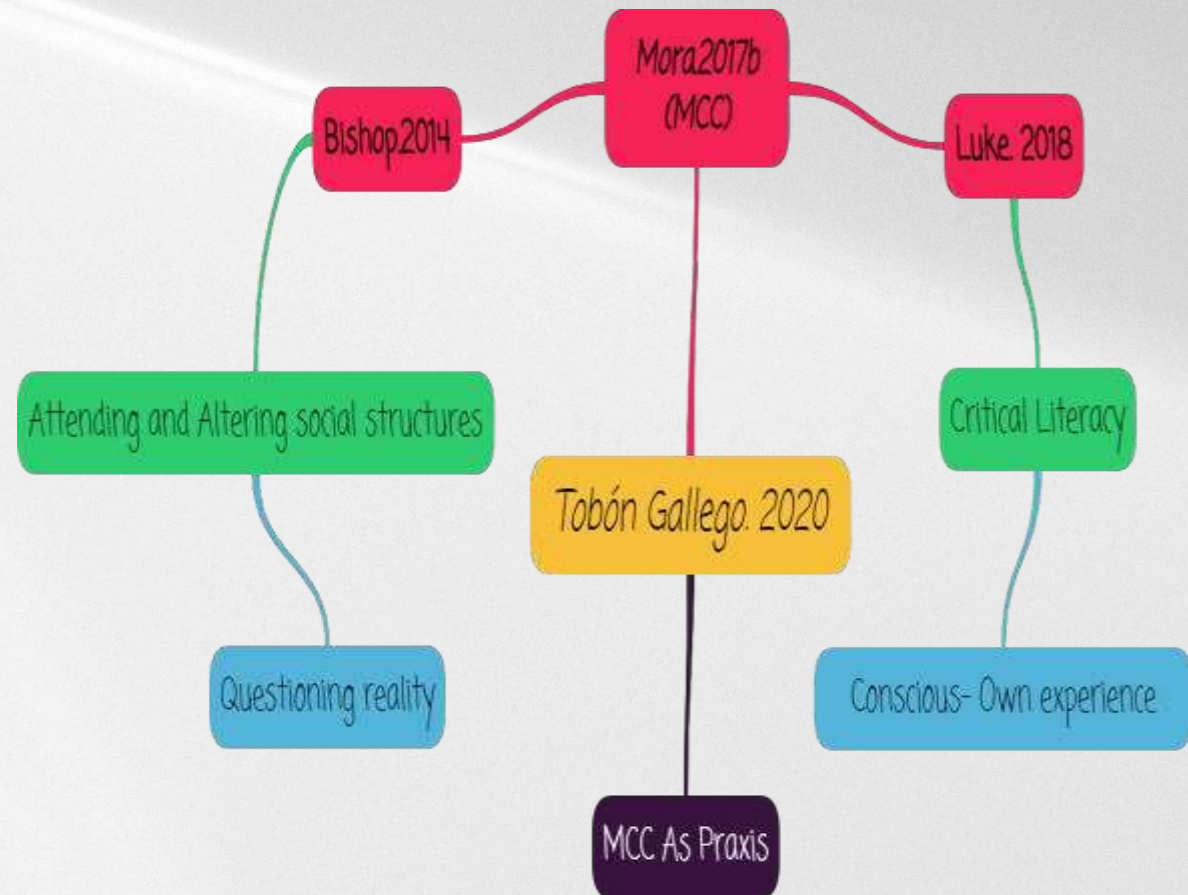 Mora2017b
(MCC)
Bishop2014
Luke. 2018
Attending and Altering social structures
Critical Literacy
Tobón Gallego. 2020
Questioning reality
Conscious- Own experience
MCC As Praxis